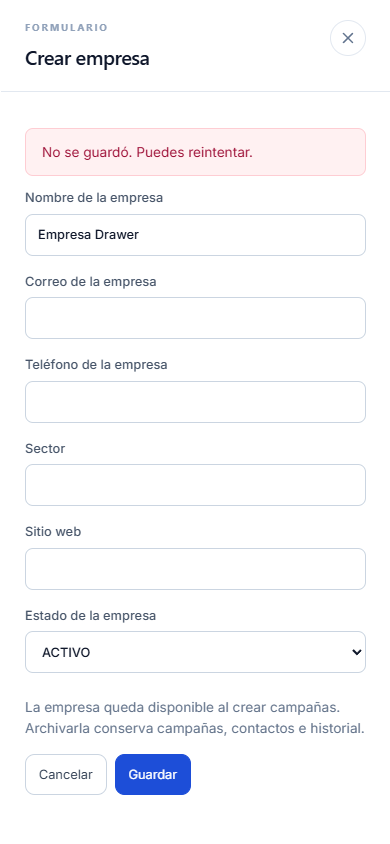 FORMULARIO
Crear empresa
No se guardó. Puedes reintentar.
Nombre de la empresa
Empresa Drawer
Correo de la empresa
Teléfono de la empresa
Sector
Sitio web
Estado de la empresa
ACTIVO
La empresa queda disponible al crear campañas.
Archivarla conserva campañas, contactos e historial.
Cancelar
Guardar